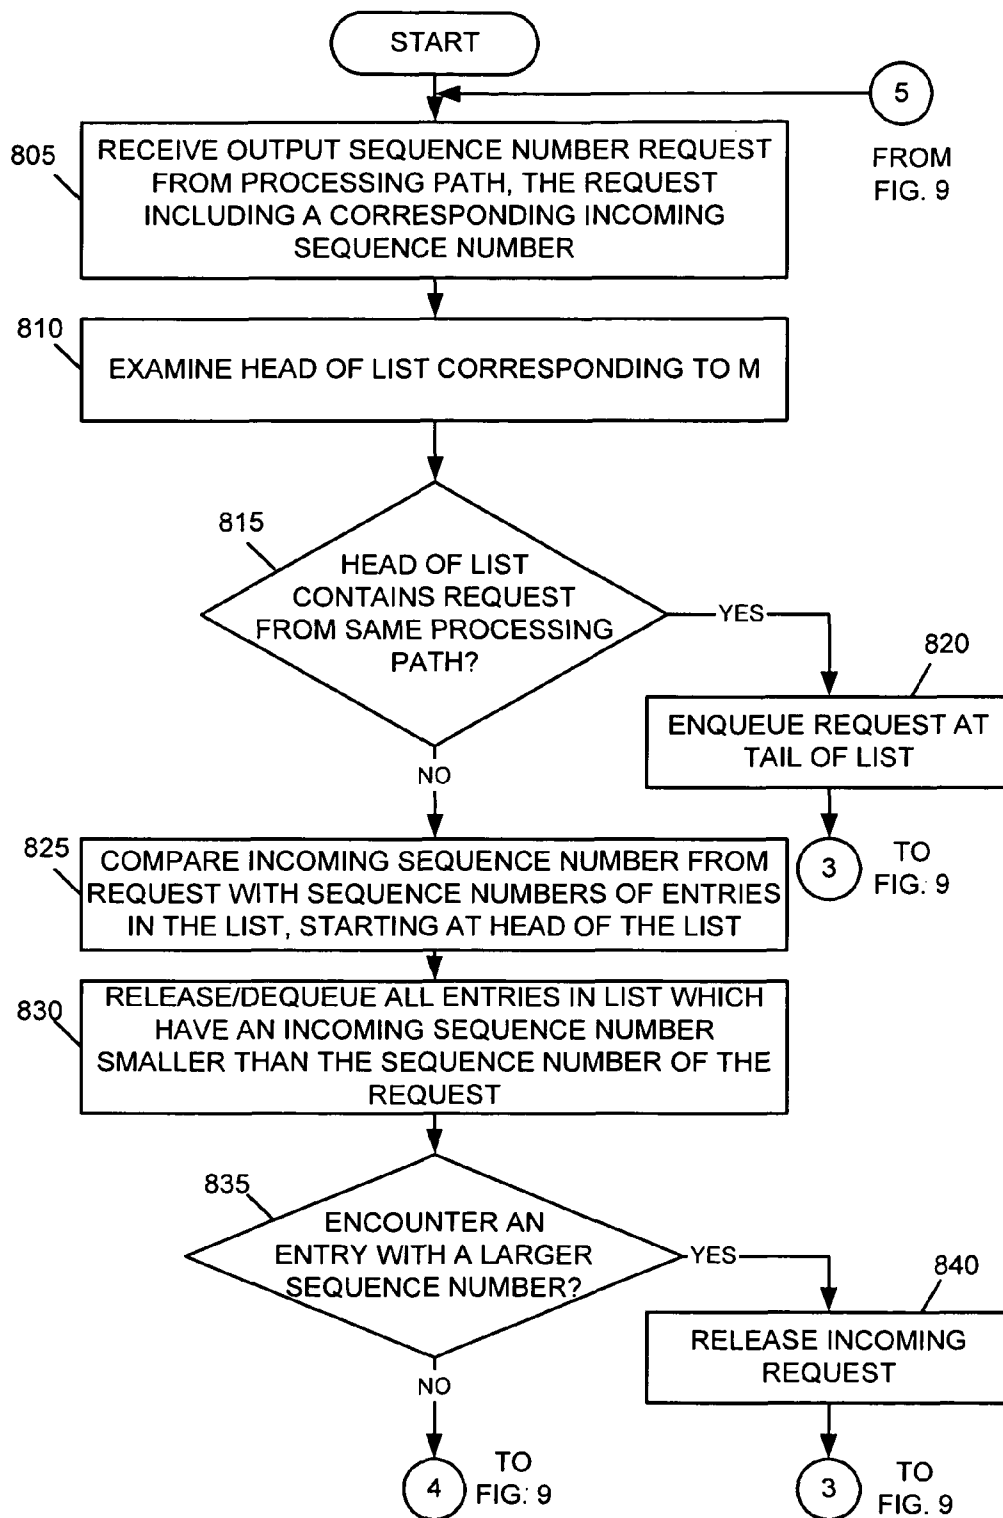 START
5
FROM
FIG. 9
805
RECEIVE OUTPUT SEQUENCE NUMBER REQUEST
FROM PROCESSING PATH, THE REQUEST
INCLUDING A CORRESPONDING INCOMING
SEQUENCE NUMBER
810
EXAMINE HEAD OF LIST CORRESPONDING TO M
815
HEAD OF LIST
CONTAINS REQUEST
FROM SAME PROCESSING
PATH?
YES
820
ENQUEUE REQUEST AT
TAIL OF LIST
NO
3
TO
FIG. 9
825
COMPARE INCOMING SEQUENCE NUMBER FROM
REQUEST WITH SEQUENCE NUMBERS OF ENTRIES
IN THE LIST, STARTING AT HEAD OF THE LIST
830
RELEASE/DEQUEUE ALL ENTRIES IN LIST WHICH
HAVE AN INCOMING SEQUENCE NUMBER
SMALLER THAN THE SEQUENCE NUMBER OF THE
REQUEST
835
ENCOUNTER AN
ENTRY WITH A LARGER
SEQUENCE NUMBER?
YES
840
RELEASE INCOMING
REQUEST
NO
4
TO
FIG. 9
3
TO
FIG. 9